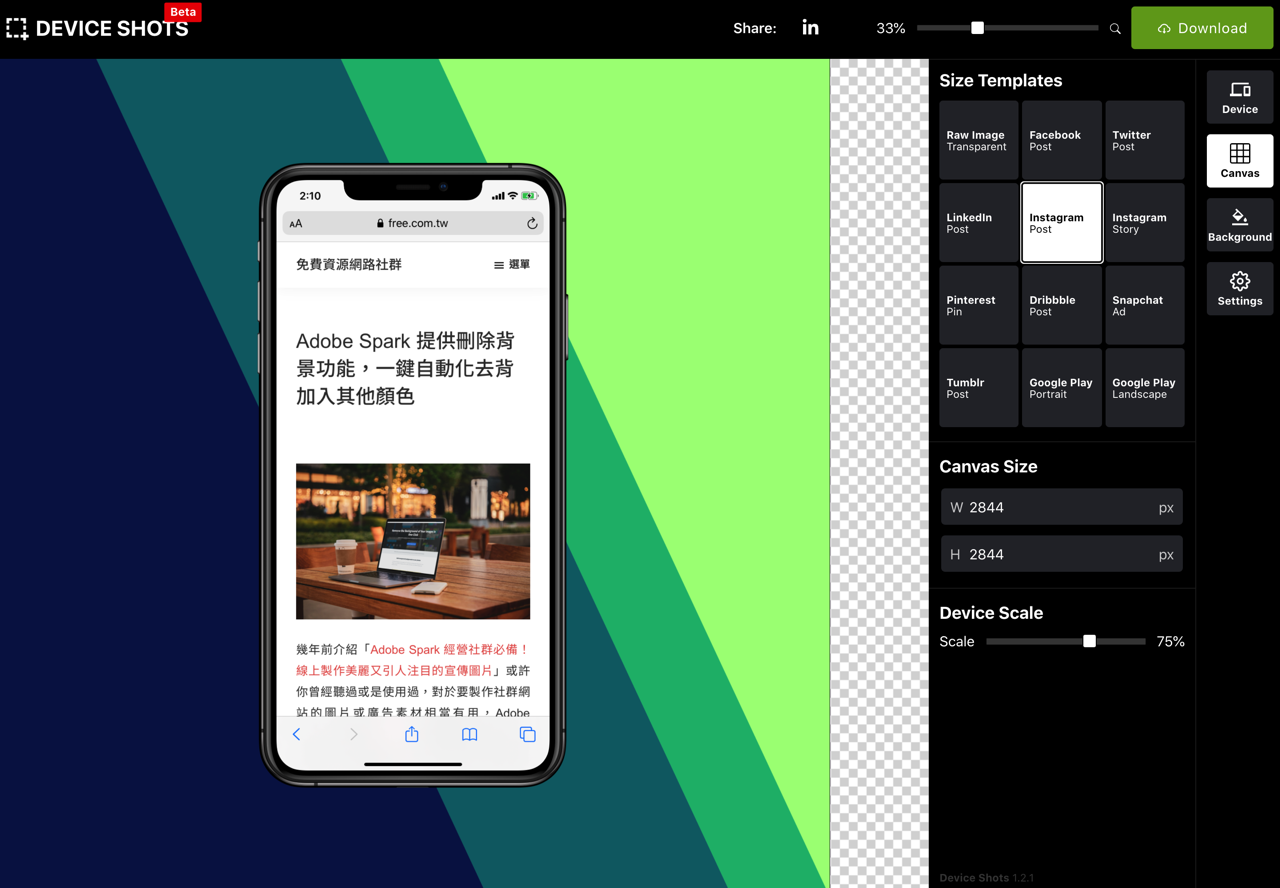 Beta
DEVICE SHOTS
Share:
in
33%
Download
2:10
AA
free.com.tw
免費資源網路社群
選單
Adobe Spark 提供刪除背
景功能，一鍵自動化去背
加入其他顏色
幾年前介紹「Adobe Spark 經營社群必備！
線上製作美麗又引人注目的宣傳圖片」或許
你曾經聽過或是使用過，對於要製作社群網
站的圖片或廣告素材相當有用，Adobe
Size Templates
Raw Image
Transparent
Facebook
Post
Twitter
Post
LinkedIn
Post
Instagram
Post
Instagram
Story
Pinterest
Pin
Dribbble
Post
Snapchat
Ad
Tumblr
Post
Google Play
Portrait
Google Play
Landscape
Canvas Size
W 2844 px
H 2844 px
Device Scale
Scale 75%
Device Shots 1.2.1
Device
Canvas
Background
Settings